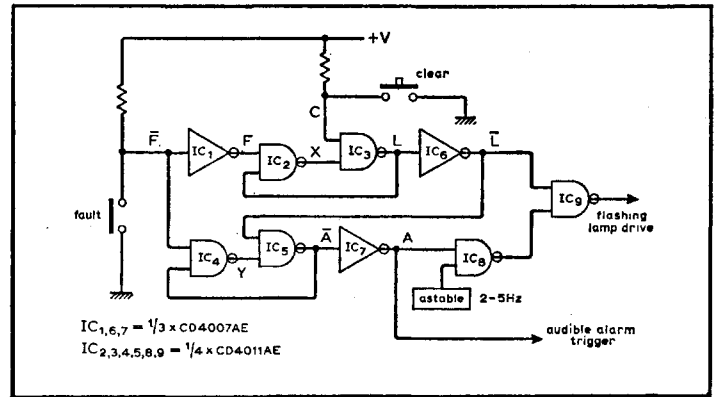 +V
clear
C
F̅
IC₁
F
IC₂
X
IC₃
L
IC₆
L̅
IC₉
flashing
lamp drive
fault
IC₄
Y
IC₅
A̅
IC₇
A
IC₈
astable
2–5Hz
audible alarm
trigger
IC₁,₆,₇ = ¹/₃ × CD4007AE
IC₂,₃,₄,₅,₈,₉ = ¹/₄ × CD4011AE